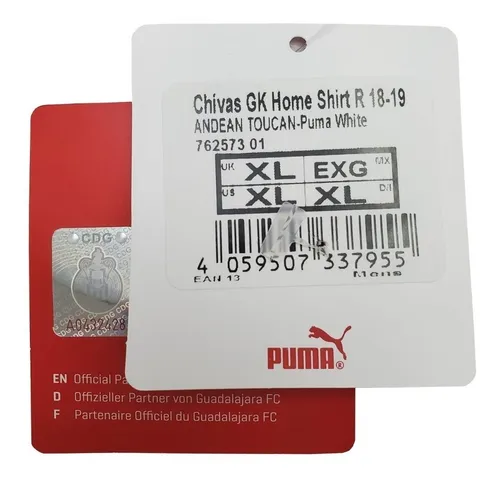 Chivas GK Home Shirt R 18-19
ANDEAN TOUCAN-Puma White
762573 01
UK XL EXG MX
US XL XL D/I
4 059507 337955
EAN 13 Mens
PUMA®
CDG
A0432428
EN Official Pa
D Offizieller Partner von Guadalajara FC
F Partenaire Officiel du Guadalajara FC